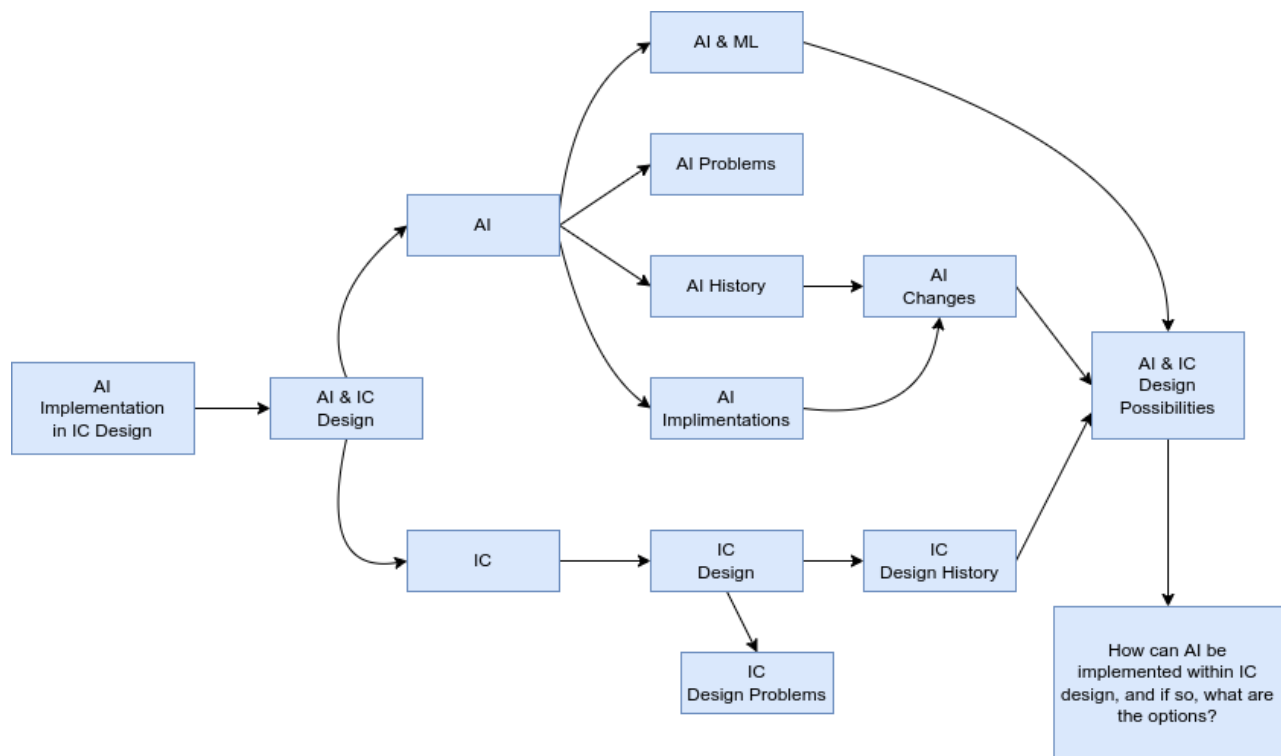 AI & ML
AI Problems
AI
AI History
AI
Changes
AI
Implementation
in IC Design
AI & IC
Design
AI
Implimentations
AI & IC
Design
Possibilities
IC
IC
Design
IC
Design History
IC
Design Problems
How can AI be
implemented within IC
design, and if so, what are
the options?